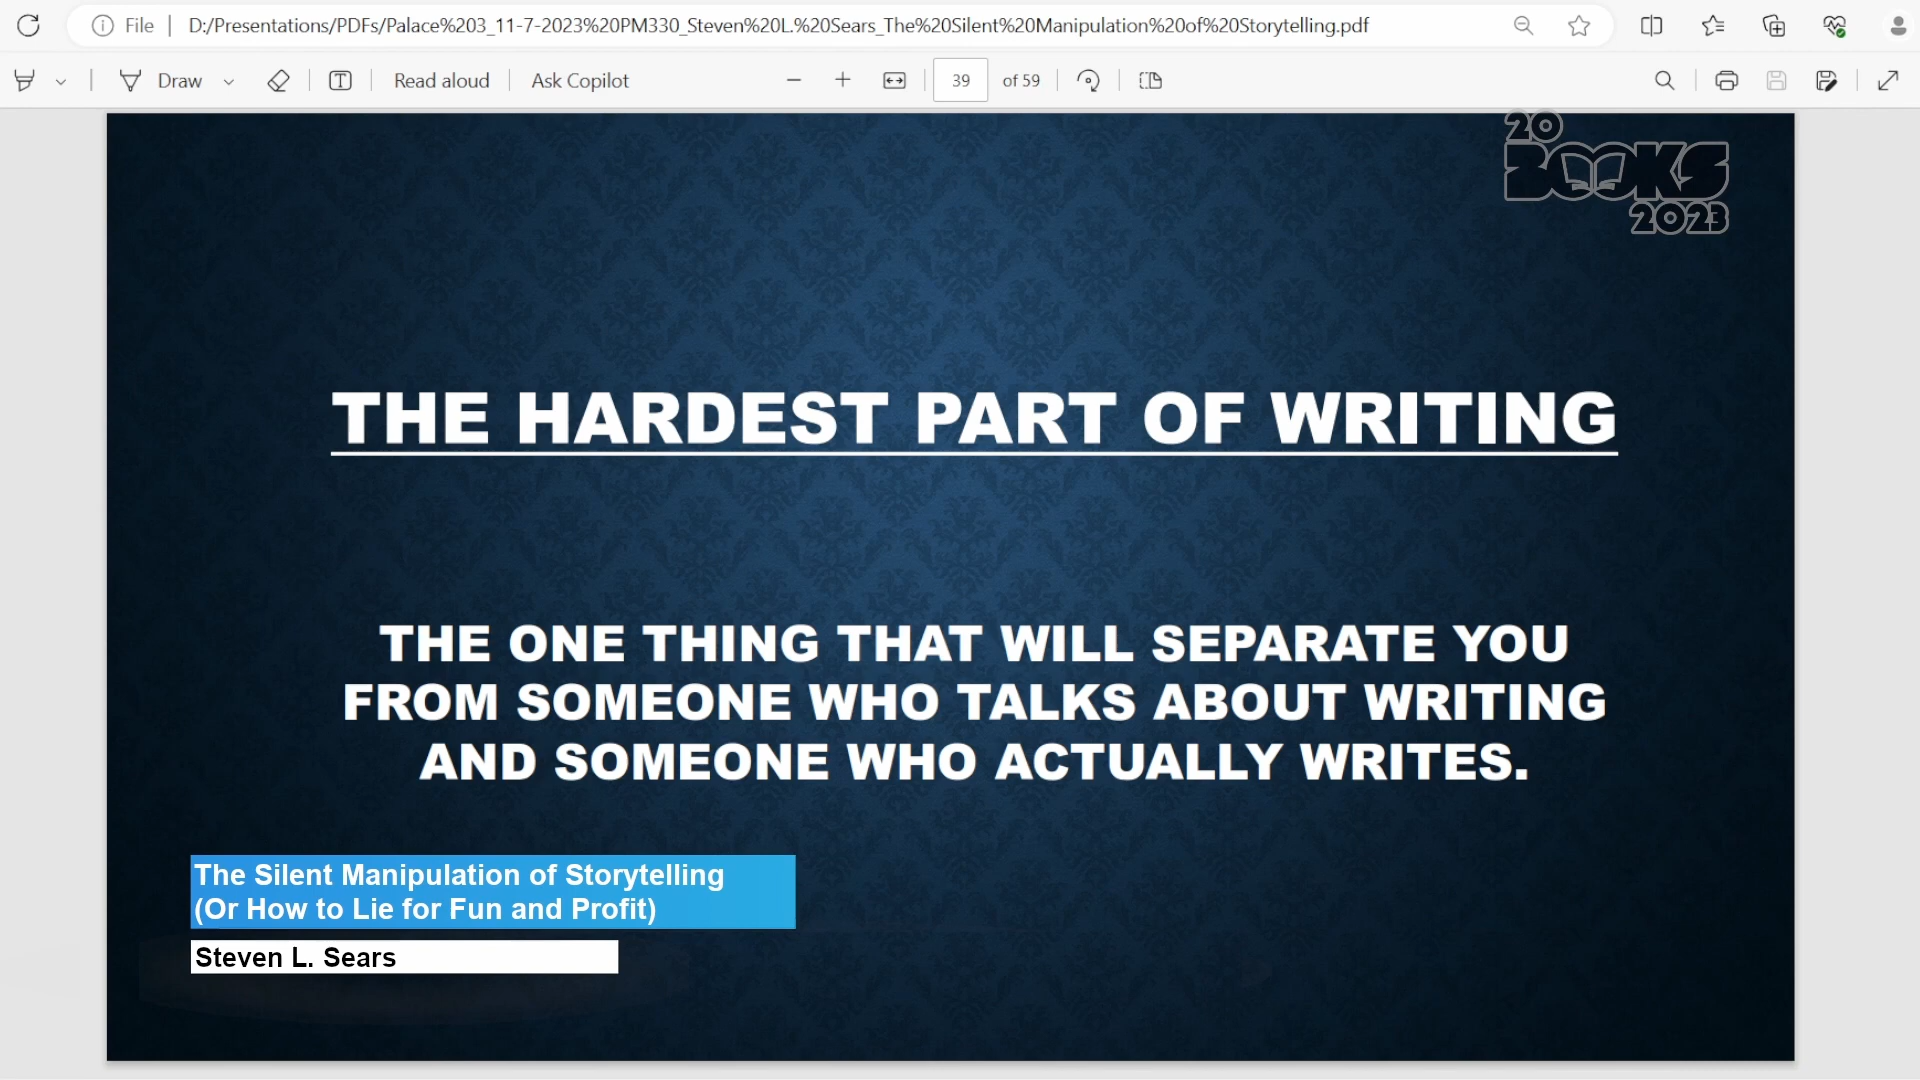 File
D:/Presentations/PDFs/Palace%203_11-7-2023%20PM330_Steven%20L.%20Sears_The%20Silent%20Manipulation%20of%20Storytelling.pdf
Draw
Read aloud
Ask Copilot
39 of 59
20
BOOKS
2023
THE HARDEST PART OF WRITING
THE ONE THING THAT WILL SEPARATE YOU
FROM SOMEONE WHO TALKS ABOUT WRITING
AND SOMEONE WHO ACTUALLY WRITES.
The Silent Manipulation of Storytelling
(Or How to Lie for Fun and Profit)
Steven L. Sears